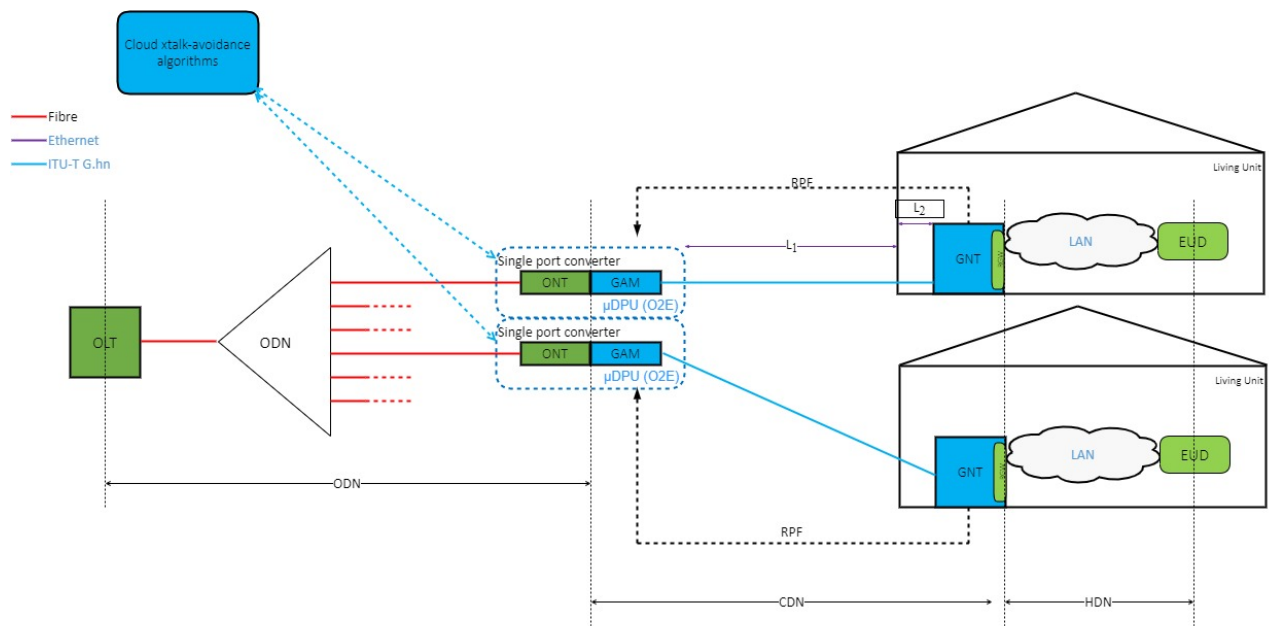 Cloud xtalk-avoidance
algorithms
Fibre
Ethernet
ITU-T G.hn
Living Unit
RPF
L2
L1
Single port converter
ONT
GAM
µDPU (O2E)
GNT
LAN
EUD
OLT
ODN
Single port converter
ONT
GAM
µDPU (O2E)
Living Unit
GNT
LAN
EUD
ODN
RPF
CDN
HDN